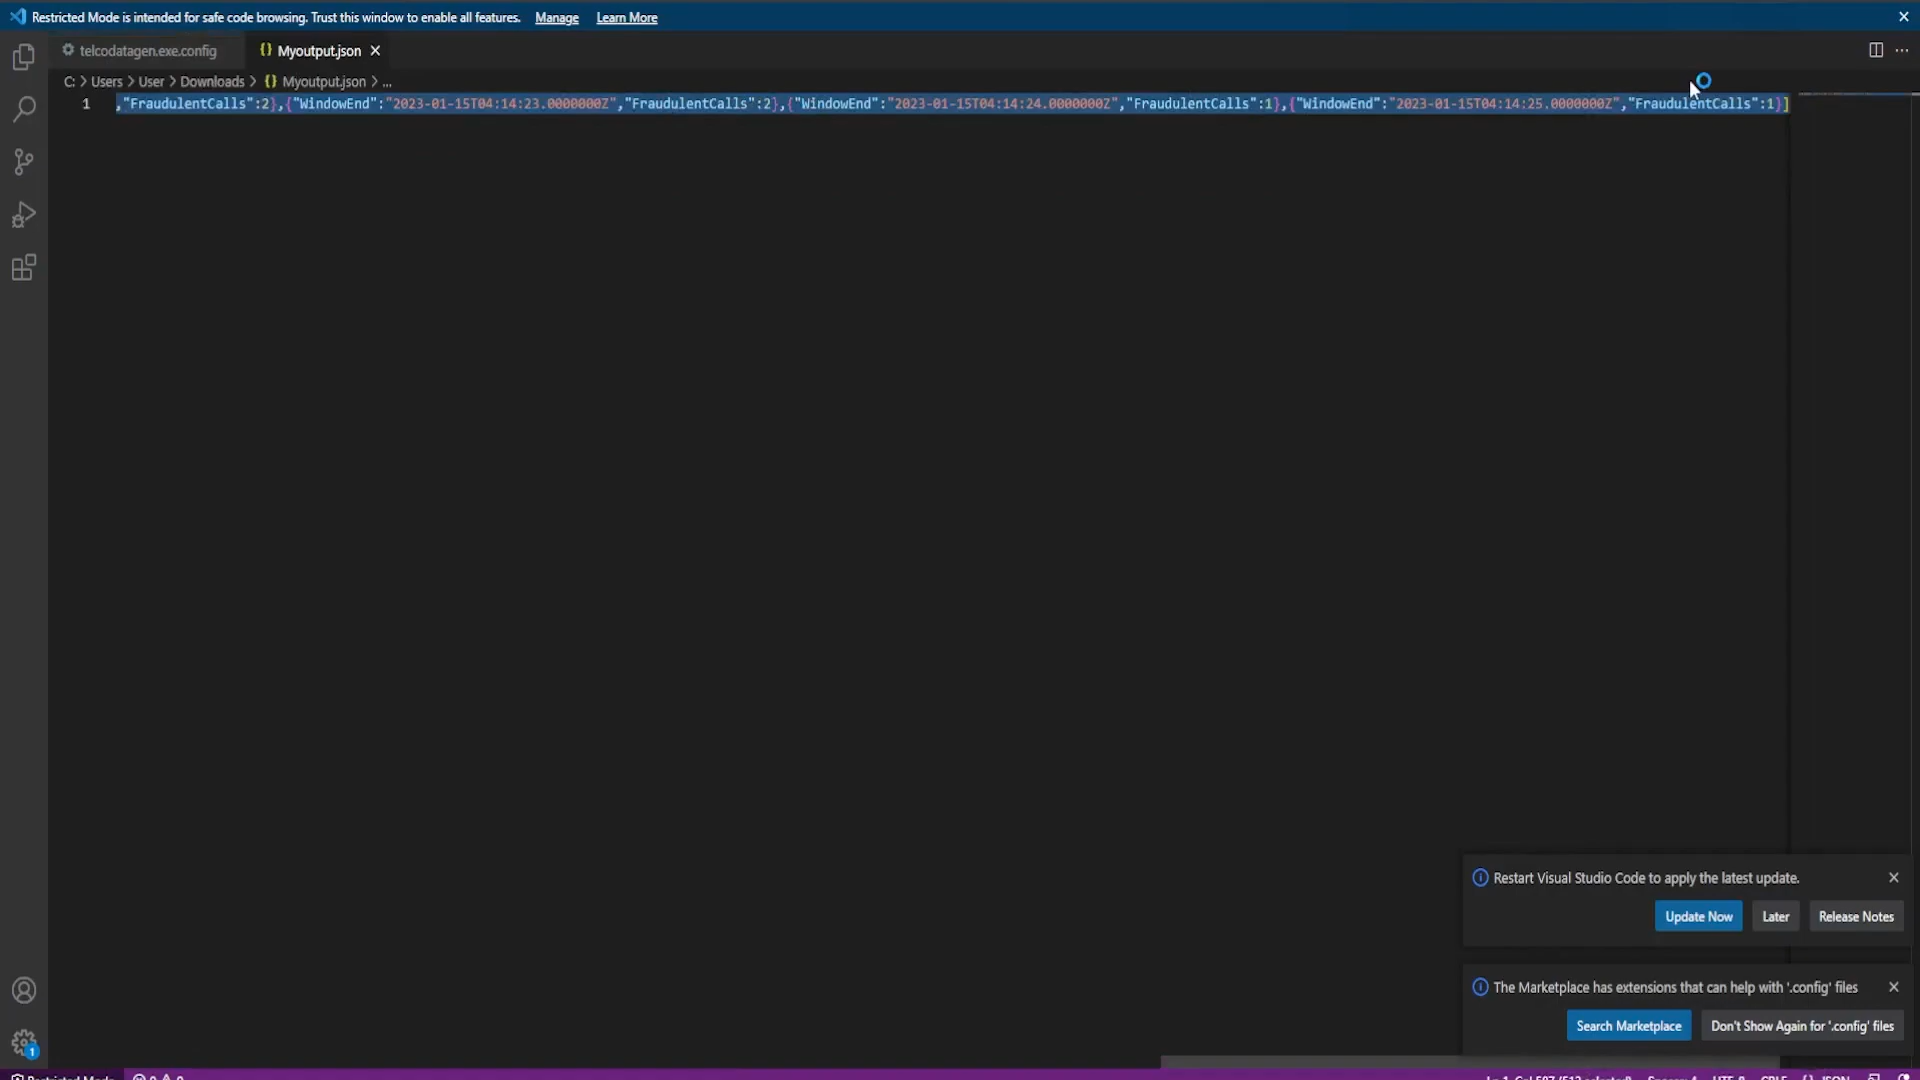 Restricted Mode is intended for safe code browsing. Trust this window to enable all features. Manage Learn More
telcodatagen.exe.config {} Myoutput.json
C: > Users > User > Downloads > {} Myoutput.json > ...
1 ,"FraudulentCalls":2},{"WindowEnd":"2023-01-15T04:14:23.0000000Z","FraudulentCalls":2},{"WindowEnd":"2023-01-15T04:14:24.0000000Z","FraudulentCalls":1},{"WindowEnd":"2023-01-15T04:14:25.0000000Z","FraudulentCalls":1}]
Restart Visual Studio Code to apply the latest update.
Update Now Later Release Notes
The Marketplace has extensions that can help with '.config' files
Search Marketplace Don't Show Again for '.config' files
1
Restricted Mode